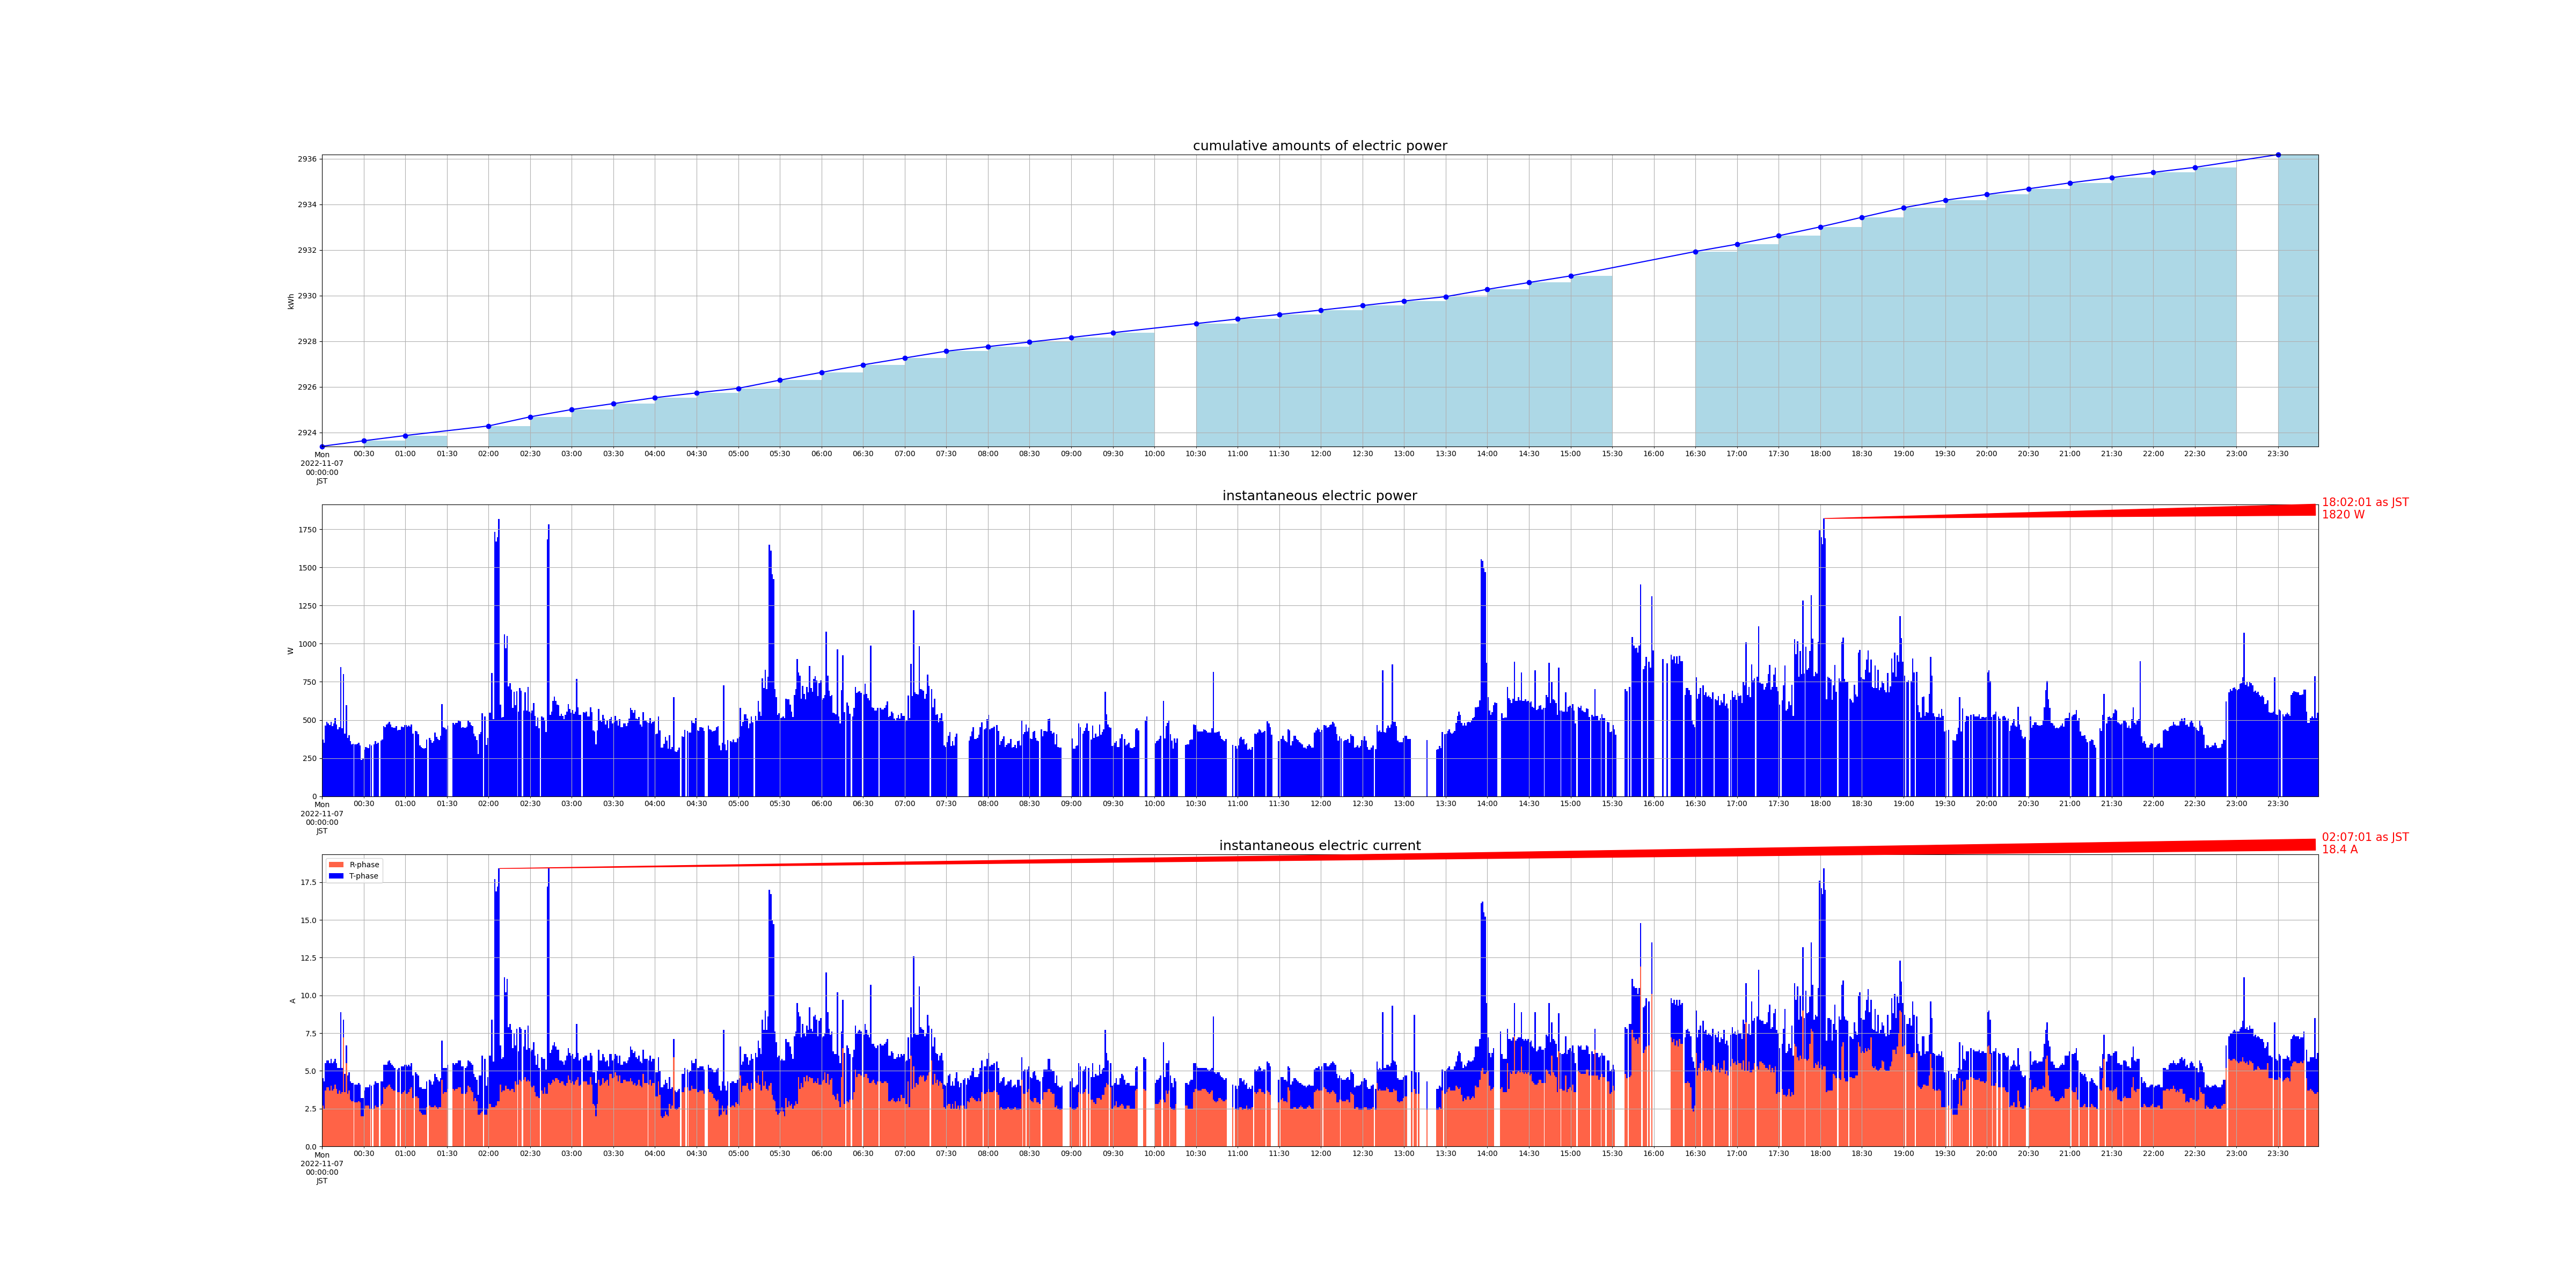 cumulative amounts of electric power
2936
2934
2932
2930
2928
2926
2924
kWh
Mon
2022-11-07
00:00:00
JST
00:30 01:00 01:30 02:00 02:30 03:00 03:30 04:00 04:30 05:00 05:30 06:00 06:30 07:00 07:30 08:00 08:30 09:00 09:30 10:00 10:30 11:00 11:30 12:00 12:30 13:00 13:30 14:00 14:30 15:00 15:30 16:00 16:30 17:00 17:30 18:00 18:30 19:00 19:30 20:00 20:30 21:00 21:30 22:00 22:30 23:00 23:30
instantaneous electric power
18:02:01 as JST
1820 W
1750
1500
1250
1000
750
500
250
0
W
Mon
2022-11-07
00:00:00
JST
00:30 01:00 01:30 02:00 02:30 03:00 03:30 04:00 04:30 05:00 05:30 06:00 06:30 07:00 07:30 08:00 08:30 09:00 09:30 10:00 10:30 11:00 11:30 12:00 12:30 13:00 13:30 14:00 14:30 15:00 15:30 16:00 16:30 17:00 17:30 18:00 18:30 19:00 19:30 20:00 20:30 21:00 21:30 22:00 22:30 23:00 23:30
instantaneous electric current
02:07:01 as JST
18.4 A
R-phase
T-phase
17.5
15.0
12.5
10.0
7.5
5.0
2.5
0.0
A
Mon
2022-11-07
00:00:00
JST
00:30 01:00 01:30 02:00 02:30 03:00 03:30 04:00 04:30 05:00 05:30 06:00 06:30 07:00 07:30 08:00 08:30 09:00 09:30 10:00 10:30 11:00 11:30 12:00 12:30 13:00 13:30 14:00 14:30 15:00 15:30 16:00 16:30 17:00 17:30 18:00 18:30 19:00 19:30 20:00 20:30 21:00 21:30 22:00 22:30 23:00 23:30